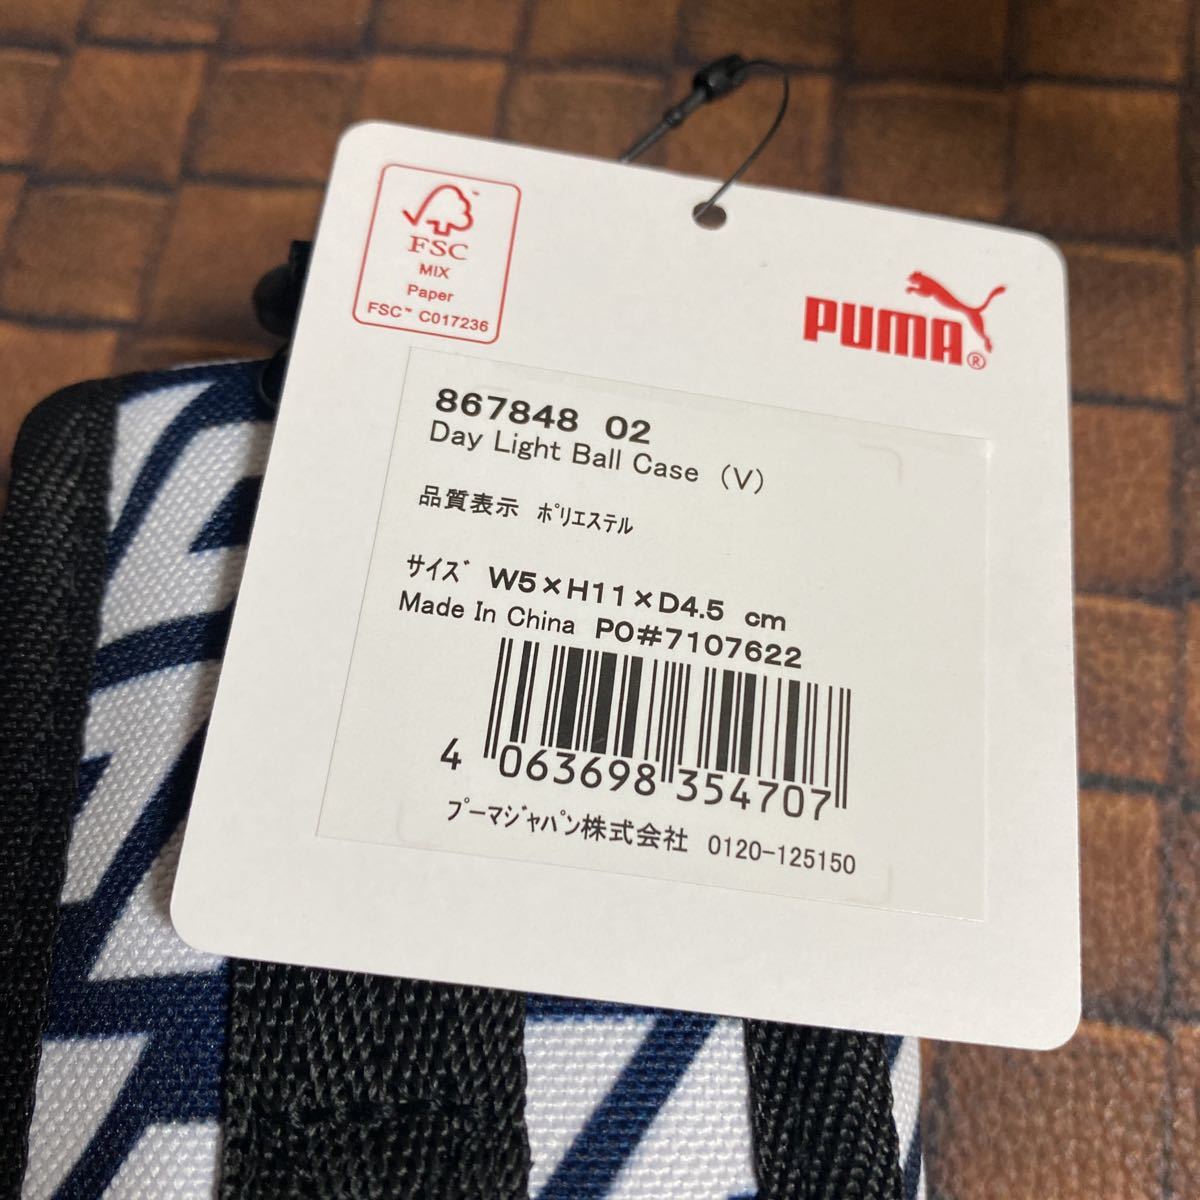 FSC
MIX
Paper
FSC™ C017236
PUMA®
867848 02
Day Light Ball Case (V)
品質表示 ﾎﾟﾘｴｽﾃﾙ
ｻｲｽﾞ W5×H11×D4.5 cm
Made In China PO#7107622
4 063698 354707
ﾌﾟｰﾏｼﾞｬﾊﾟﾝ株式会社 0120-125150